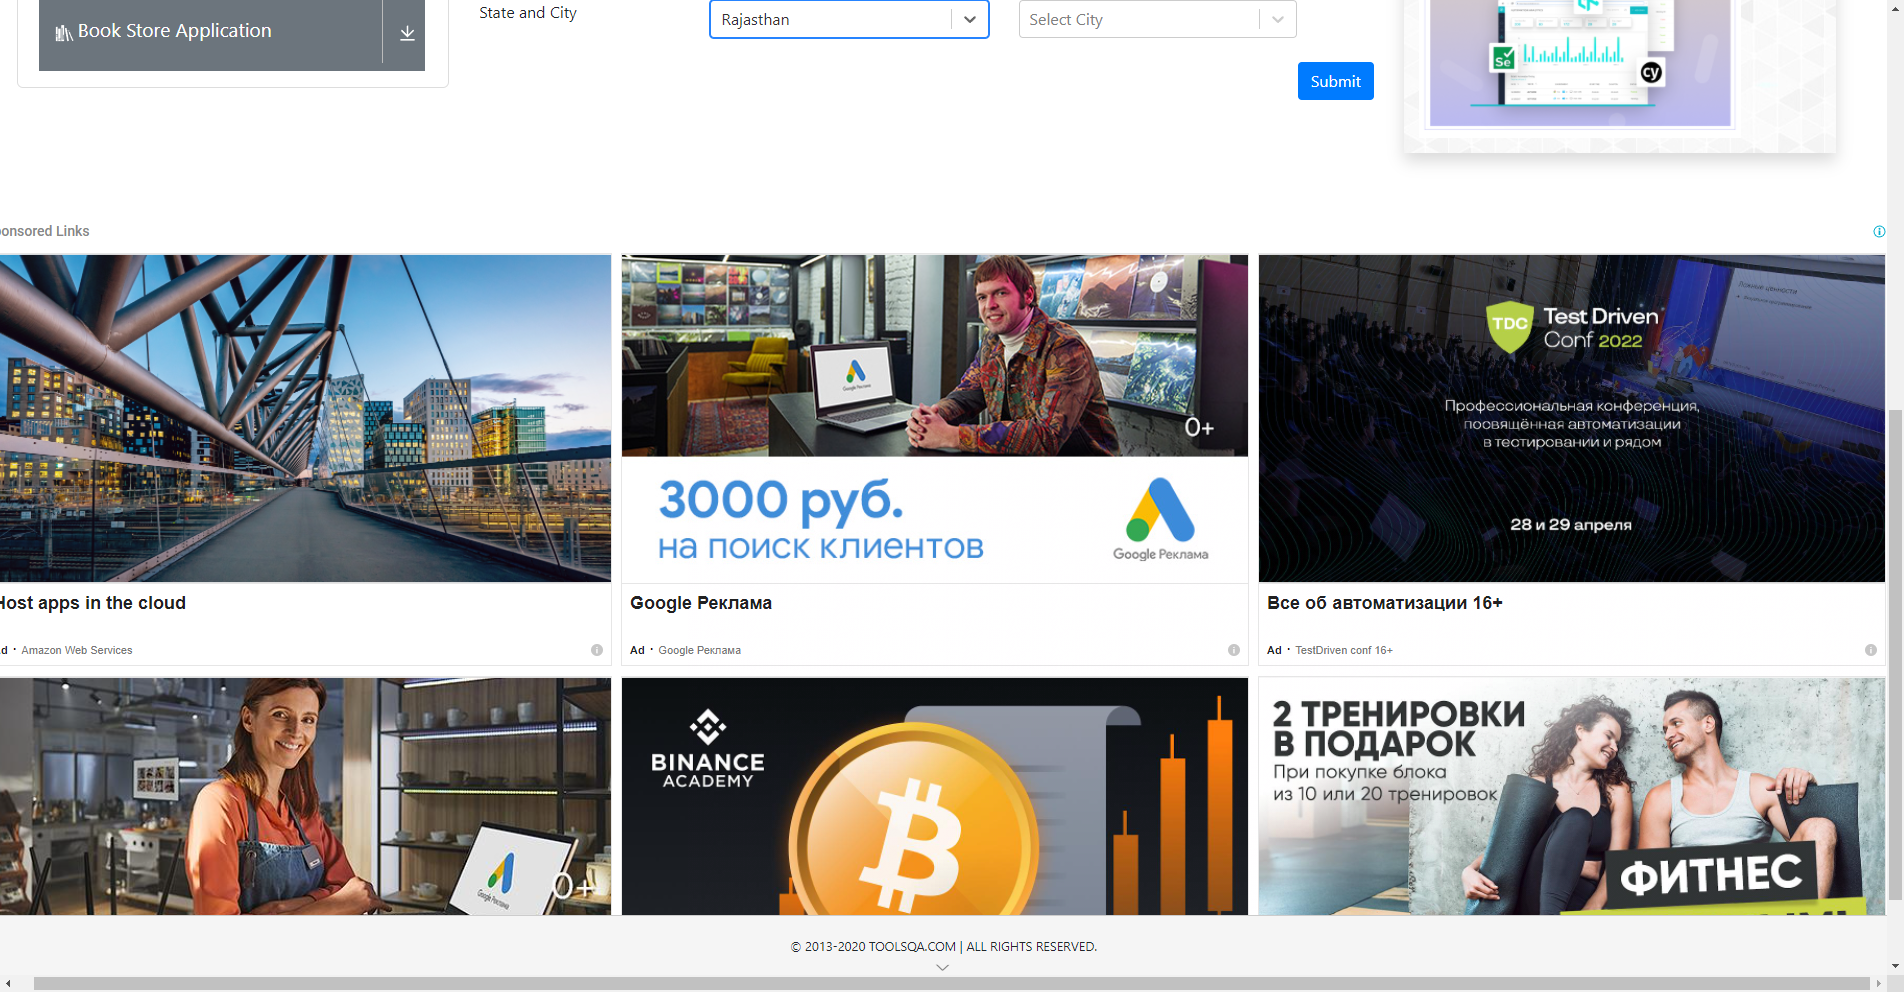 Book Store Application
State and City
Rajasthan
Select City
Submit
Se
cy
onsored Links
0+
3000 руб.
на поиск клиентов
Google Реклама
TDC
Test Driven
Conf 2022
Профессиональная конференция,
посвящённая автоматизации
в тестировании и рядом
28 и 29 апреля
Host apps in the cloud
d · Amazon Web Services
Google Реклама
Ad · Google Реклама
Все об автоматизации 16+
Ad · TestDriven conf 16+
Google Реклама
0+
BINANCE
ACADEMY
2 ТРЕНИРОВКИ
В ПОДАРОК
При покупке блока
из 10 или 20 тренировок
ФИТНЕС
© 2013-2020 TOOLSQA.COM | ALL RIGHTS RESERVED.